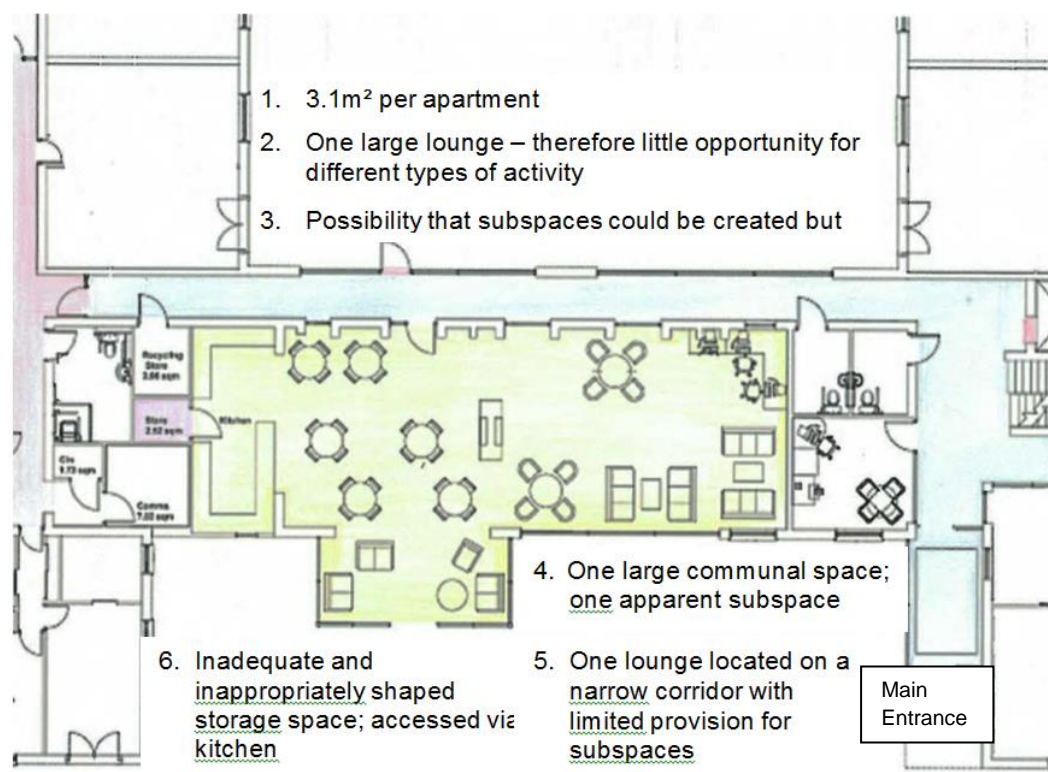 1. 3.1m² per apartment
2. One large lounge – therefore little opportunity for
different types of activity
3. Possibility that subspaces could be created but
Recycling
Store
Store
2.52 sqm
Kitchen
Comms
4. One large communal space;
one apparent subspace
6. Inadequate and
inappropriately shaped
storage space; accessed via
kitchen
5. One lounge located on a
narrow corridor with
limited provision for
subspaces
Main
Entrance